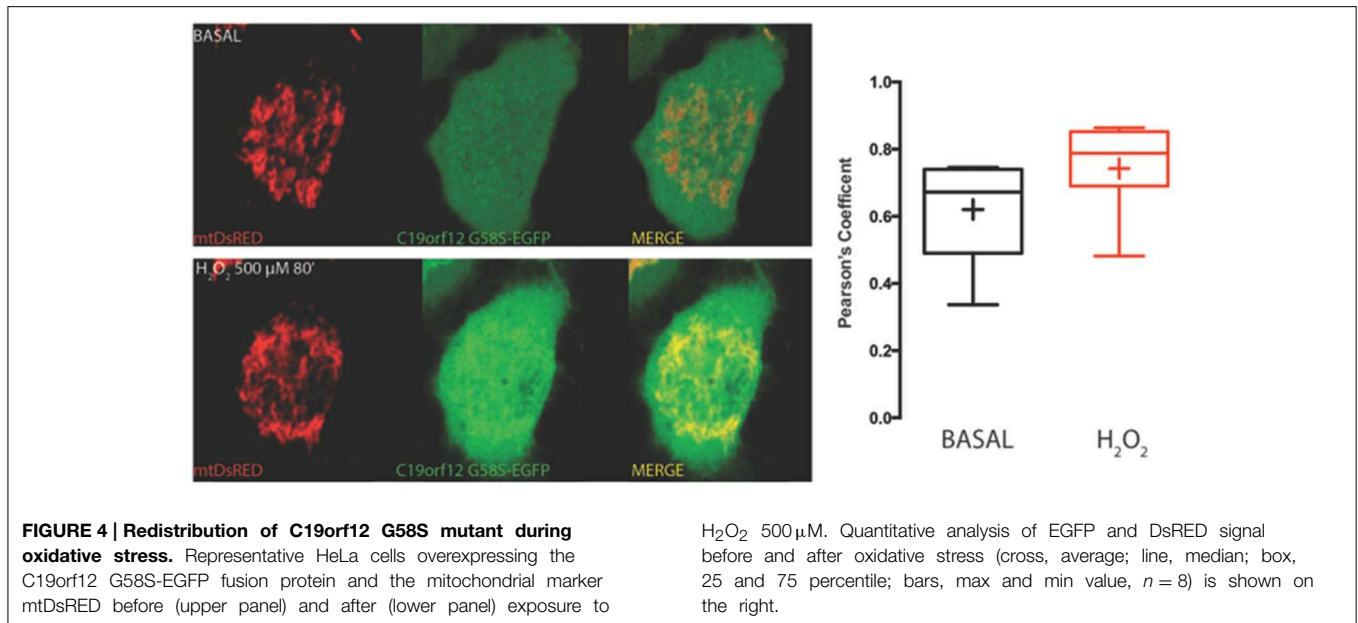 BASAL
mtDsRED
C19orf12 G58S-EGFP
MERGE
H₂O₂ 500 µM 80'
mtDsRED
C19orf12 G58S-EGFP
MERGE
Pearson's Coefficent
1.0
0.8
0.6
0.4
0.2
0.0
BASAL
H₂O₂
FIGURE 4 | Redistribution of C19orf12 G58S mutant during
oxidative stress. Representative HeLa cells overexpressing the
C19orf12 G58S-EGFP fusion protein and the mitochondrial marker
mtDsRED before (upper panel) and after (lower panel) exposure to
H₂O₂ 500 µM. Quantitative analysis of EGFP and DsRED signal
before and after oxidative stress (cross, average; line, median; box,
25 and 75 percentile; bars, max and min value, n = 8) is shown on
the right.